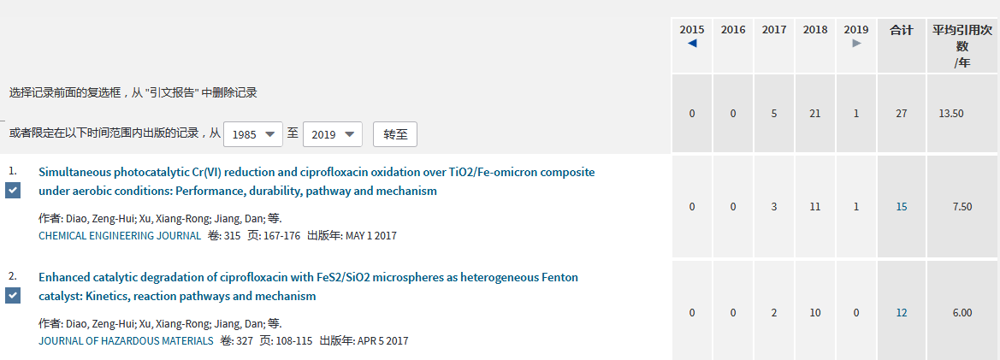 2015 2016 2017 2018 2019 合计 平均引用次
数
/年
选择记录前面的复选框，从 "引文报告" 中删除记录
0 0 5 21 1 27 13.50
或者限定在以下时间范围内出版的记录，从 1985 至 2019 转至
1. Simultaneous photocatalytic Cr(VI) reduction and ciprofloxacin oxidation over TiO2/Fe-omicron composite
under aerobic conditions: Performance, durability, pathway and mechanism
0 0 3 11 1 15 7.50
作者: Diao, Zeng-Hui; Xu, Xiang-Rong; Jiang, Dan; 等.
CHEMICAL ENGINEERING JOURNAL 卷: 315 页: 167-176 出版年: MAY 1 2017
2. Enhanced catalytic degradation of ciprofloxacin with FeS2/SiO2 microspheres as heterogeneous Fenton
catalyst: Kinetics, reaction pathways and mechanism
0 0 2 10 0 12 6.00
作者: Diao, Zeng-Hui; Xu, Xiang-Rong; Jiang, Dan; 等.
JOURNAL OF HAZARDOUS MATERIALS 卷: 327 页: 108-115 出版年: APR 5 2017